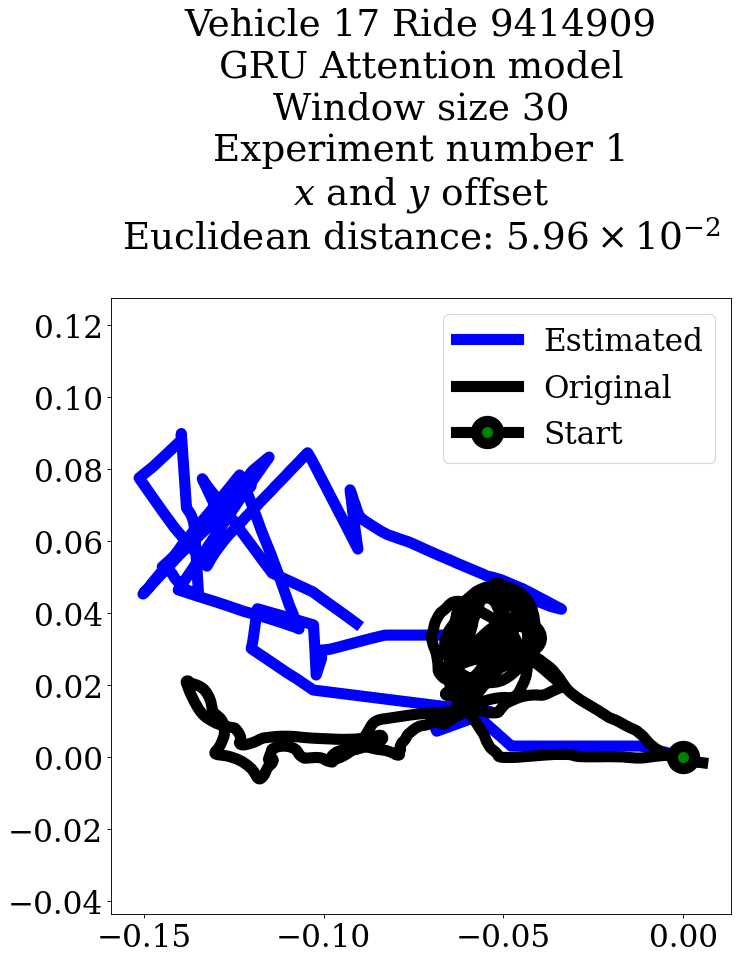 Vehicle 17 Ride 9414909
GRU Attention model
Window size 30
Experiment number 1
x and y offset
Euclidean distance: 5.96 × 10⁻²
Estimated
Original
Start
0.12
0.10
0.08
0.06
0.04
0.02
0.00
−0.02
−0.04
−0.15 −0.10 −0.05 0.00